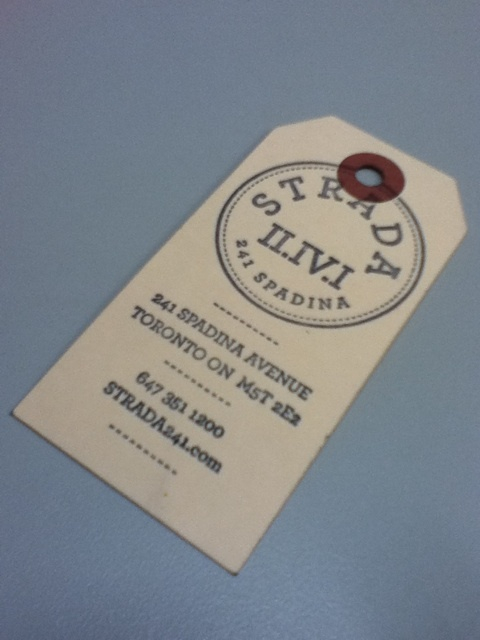 STRADA
II.IV.I
241 SPADINA
241 SPADINA AVENUE
TORONTO ON M5T 2E2
647 351 1200
STRADA241.com